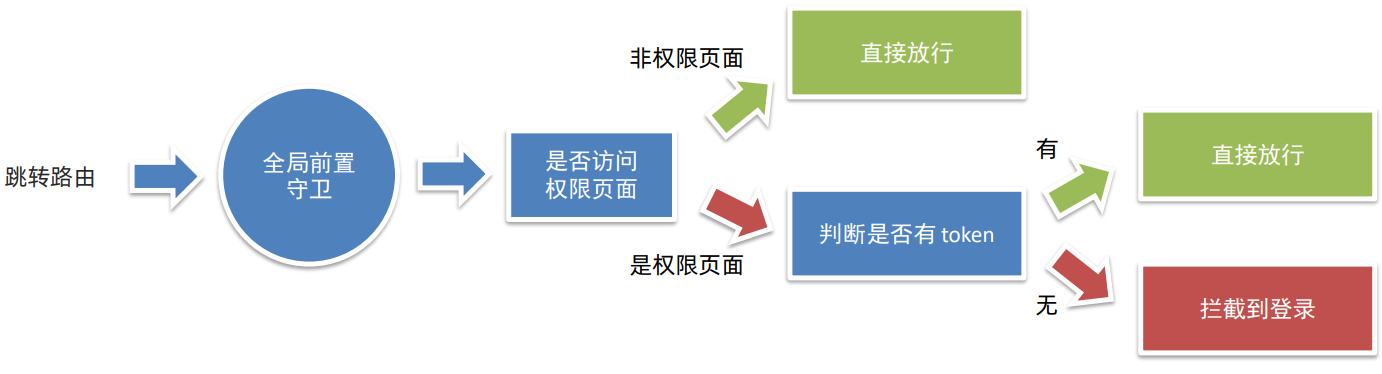 跳转路由
全局前置
守卫
是否访问
权限页面
非权限页面
直接放行
是权限页面
判断是否有 token
有
直接放行
无
拦截到登录